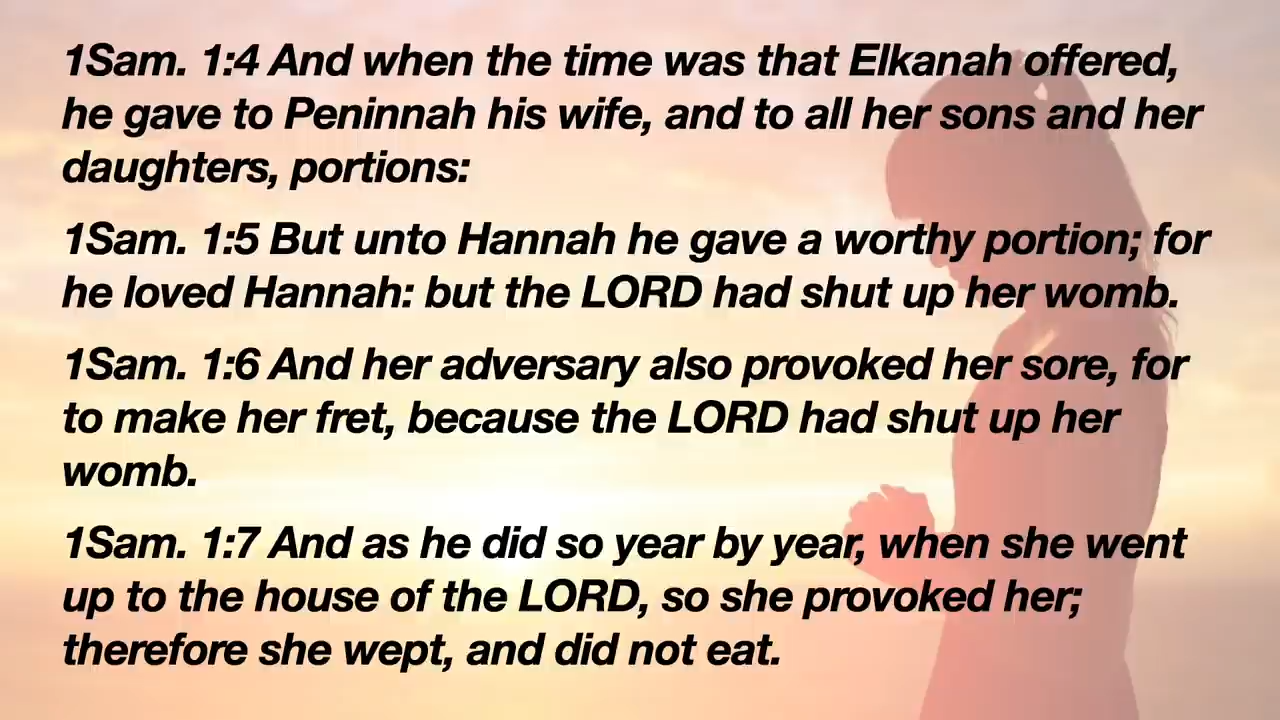 1Sam. 1:4 And when the time was that Elkanah offered,
he gave to Peninnah his wife, and to all her sons and her
daughters, portions:
1Sam. 1:5 But unto Hannah he gave a worthy portion; for
he loved Hannah: but the LORD had shut up her womb.
1Sam. 1:6 And her adversary also provoked her sore, for
to make her fret, because the LORD had shut up her
womb.
1Sam. 1:7 And as he did so year by year, when she went
up to the house of the LORD, so she provoked her;
therefore she wept, and did not eat.